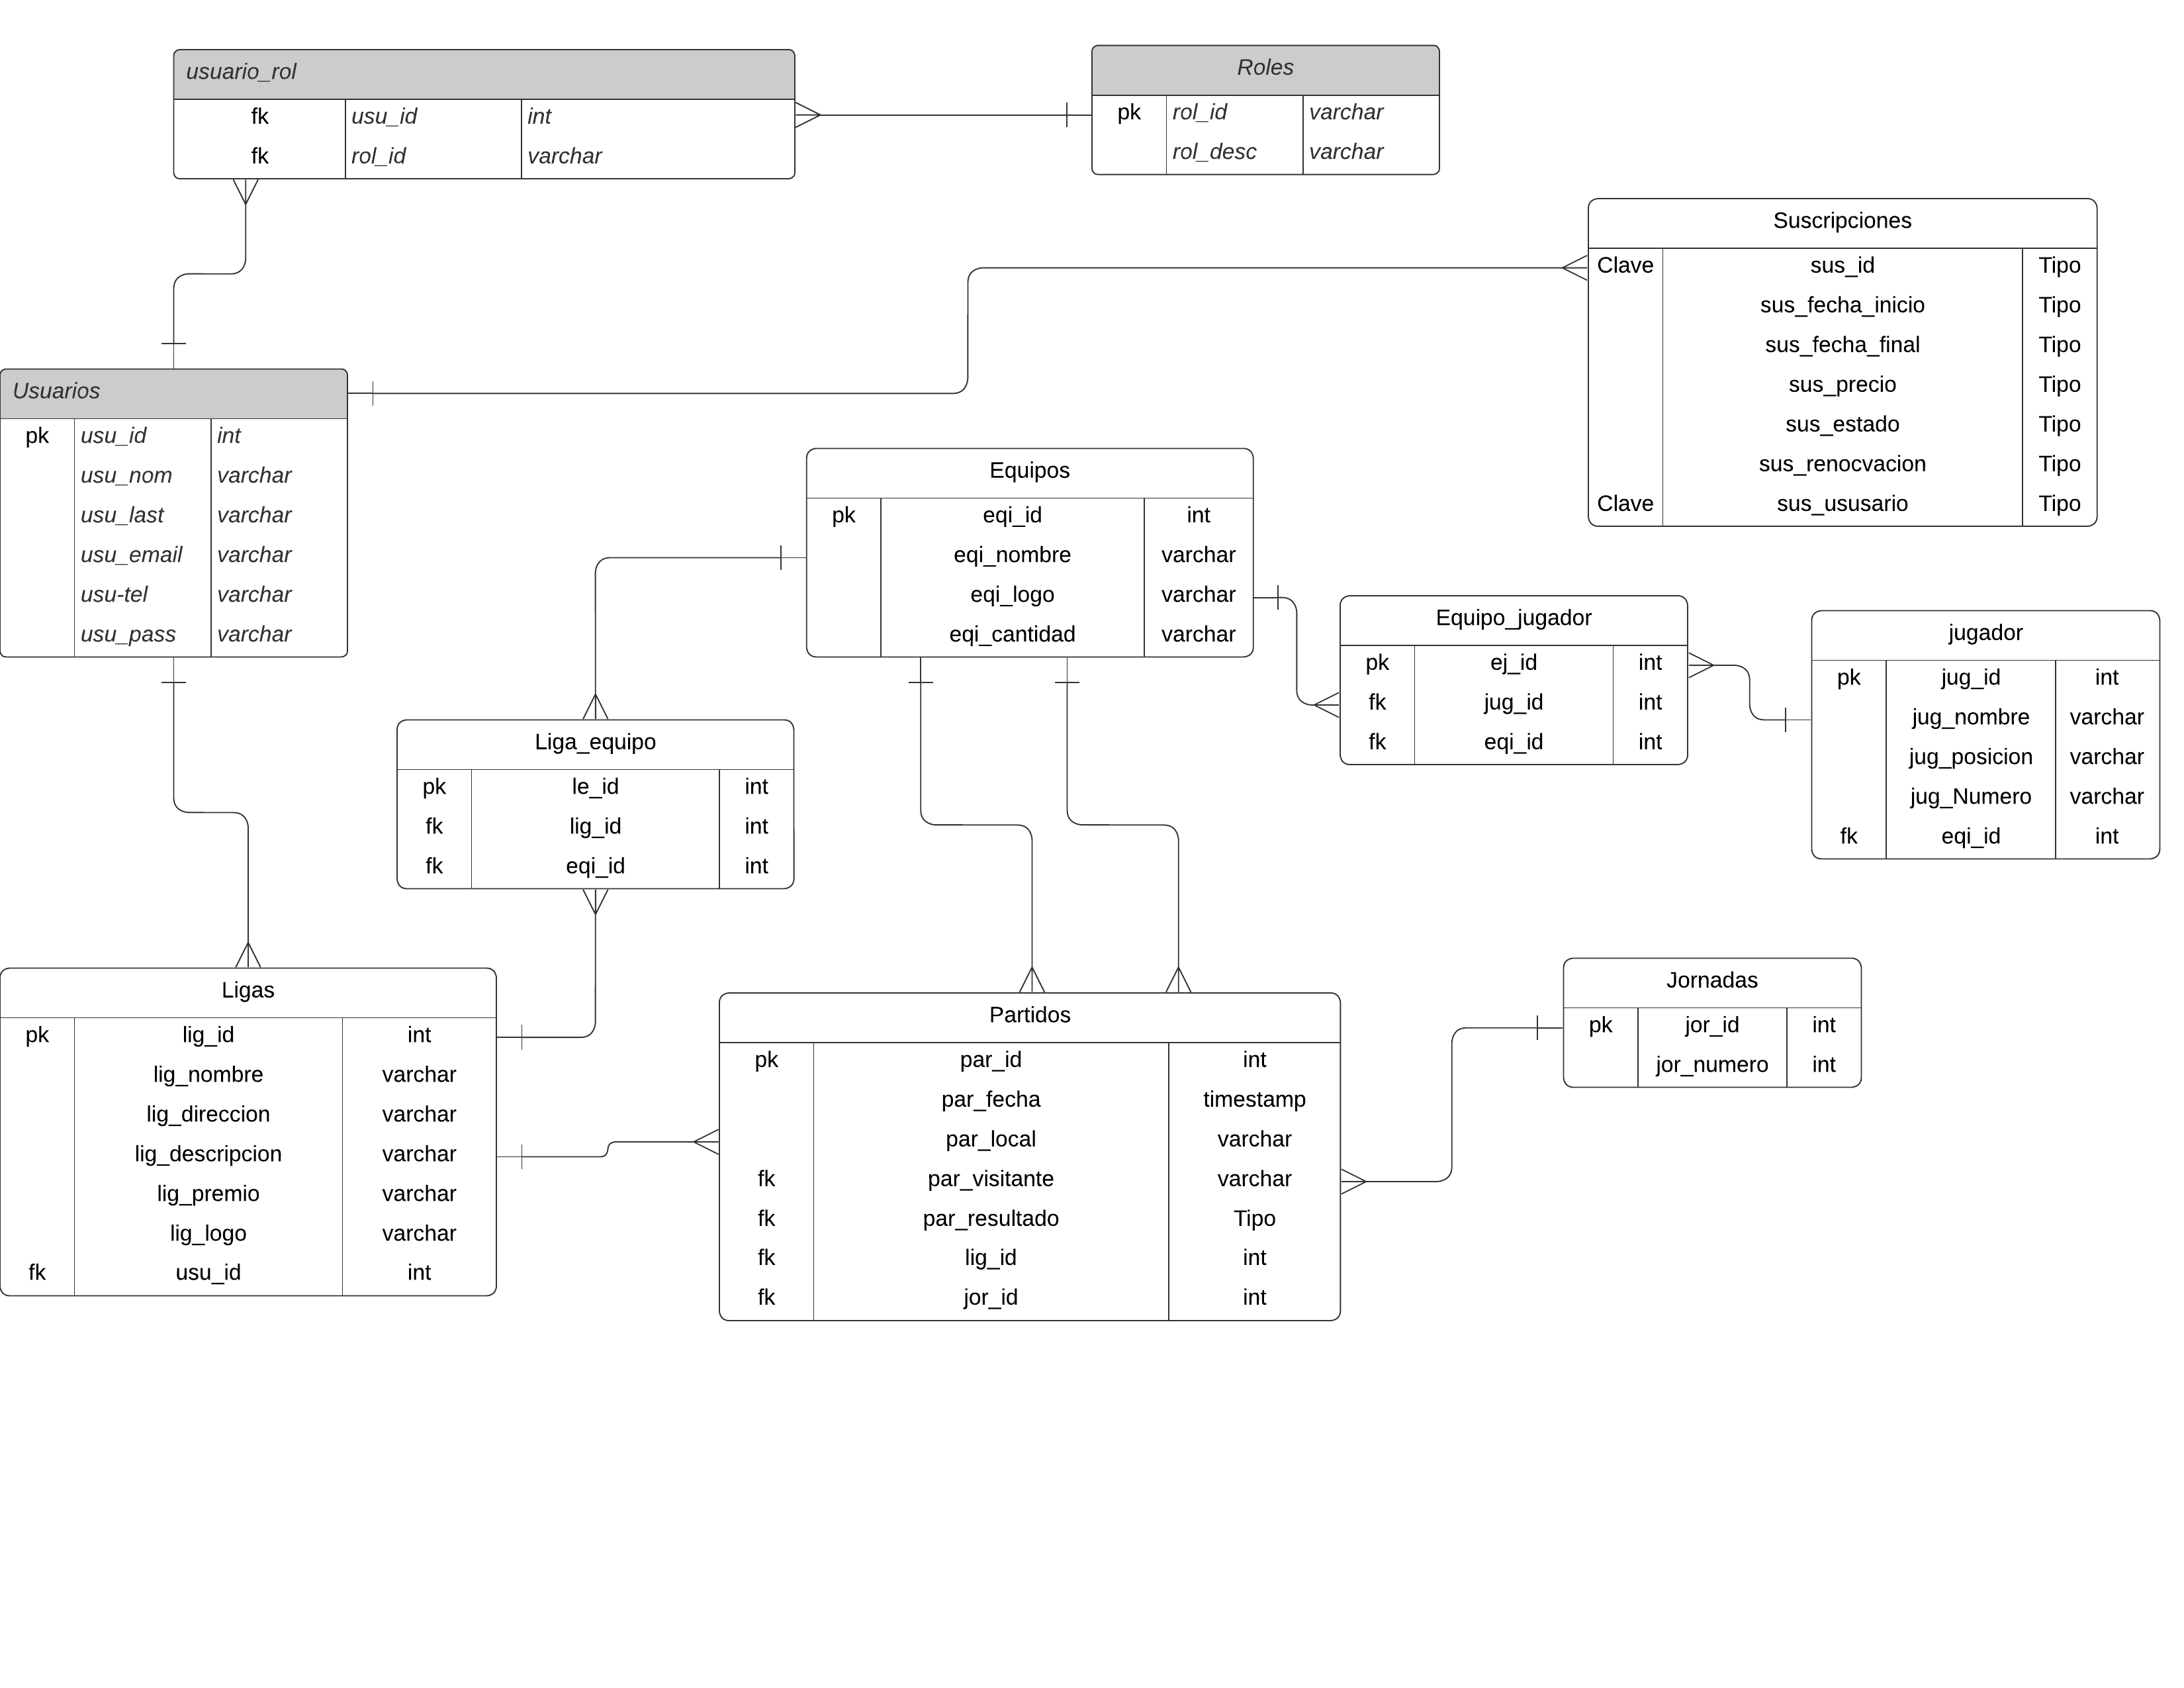 usuario_rol
fk usu_id int
fk rol_id varchar
Roles
pk rol_id varchar
rol_desc varchar
Suscripciones
Clave sus_id Tipo
sus_fecha_inicio Tipo
sus_fecha_final Tipo
sus_precio Tipo
sus_estado Tipo
sus_renocvacion Tipo
Clave sus_ususario Tipo
Usuarios
pk usu_id int
usu_nom varchar
usu_last varchar
usu_email varchar
usu-tel varchar
usu_pass varchar
Equipos
pk eqi_id int
eqi_nombre varchar
eqi_logo varchar
eqi_cantidad varchar
Equipo_jugador
pk ej_id int
fk jug_id int
fk eqi_id int
jugador
pk jug_id int
jug_nombre varchar
jug_posicion varchar
jug_Numero varchar
fk eqi_id int
Liga_equipo
pk le_id int
fk lig_id int
fk eqi_id int
Ligas
pk lig_id int
lig_nombre varchar
lig_direccion varchar
lig_descripcion varchar
lig_premio varchar
lig_logo varchar
fk usu_id int
Partidos
pk par_id int
par_fecha timestamp
par_local varchar
fk par_visitante varchar
fk par_resultado Tipo
fk lig_id int
fk jor_id int
Jornadas
pk jor_id int
jor_numero int